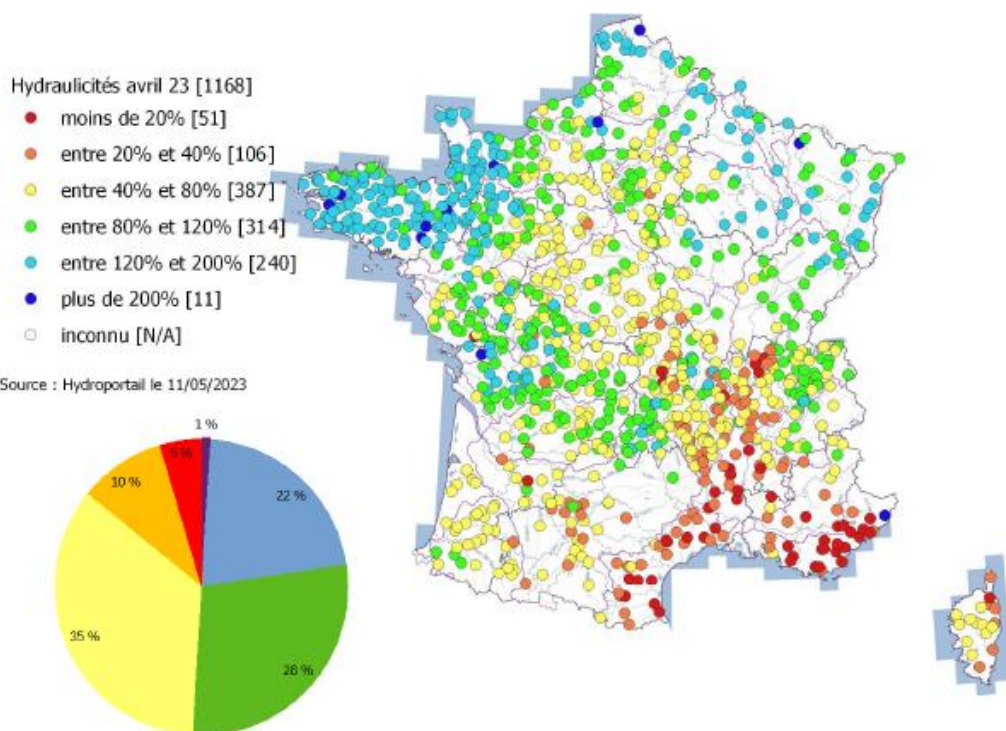 Hydraulicités avril 23 [1168]
moins de 20% [51]
entre 20% et 40% [106]
entre 40% et 80% [387]
entre 80% et 120% [314]
entre 120% et 200% [240]
plus de 200% [11]
inconnu [N/A]
Source : Hydroportail le 11/05/2023
1 %
5 %
10 %
22 %
35 %
28 %